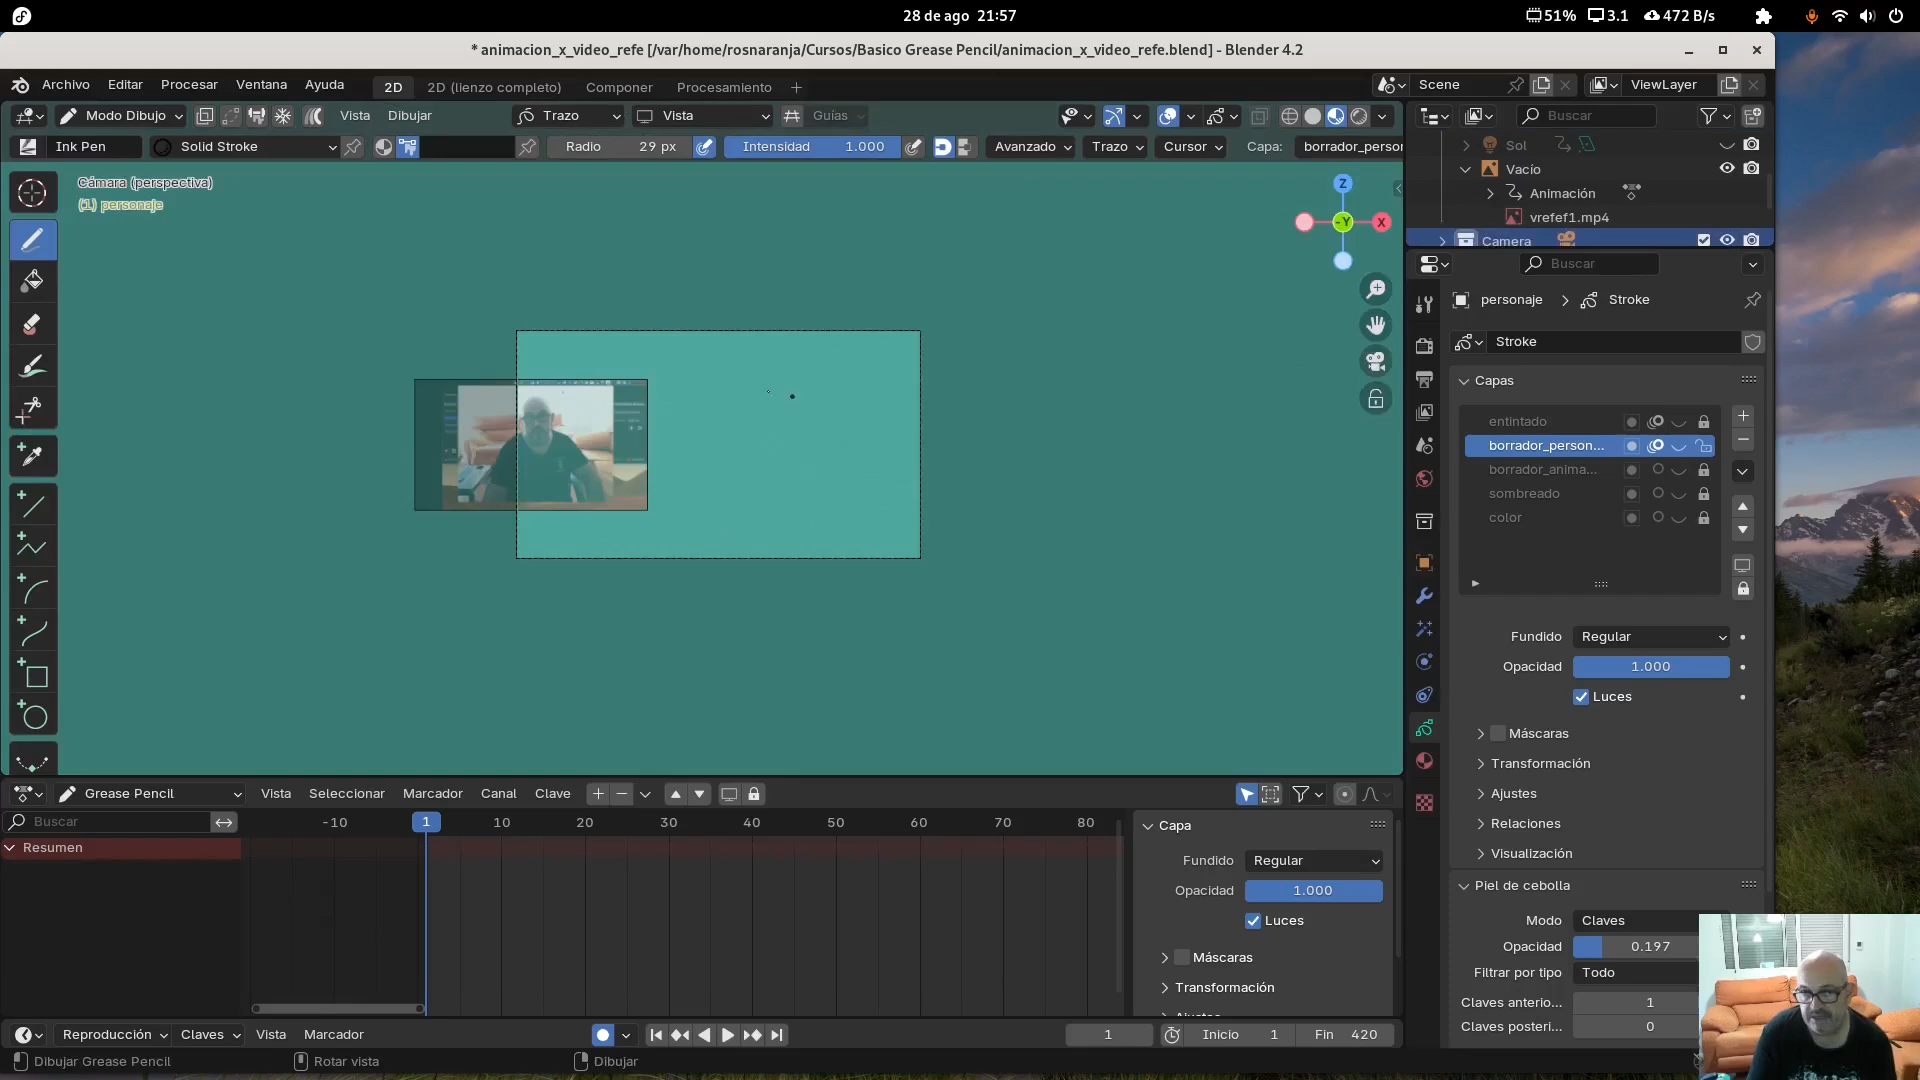 28 de ago 21:57
51% 3.1 472 B/s
* animacion_x_video_refe [/var/home/rosnaranja/Cursos/Basico Grease Pencil/animacion_x_video_refe.blend] - Blender 4.2
Archivo Editar Procesar Ventana Ayuda 2D 2D (lienzo completo) Componer Procesamiento + Scene ViewLayer
Modo Dibujo Vista Dibujar Trazo Vista Guías Buscar
Ink Pen Solid Stroke Radio 29 px Intensidad 1.000 Avanzado Trazo Cursor Capa: borrador_perso
Sol
Vacío
Animación
vrefef1.mp4
Camera
Cámara (perspectiva)
(1) personaje
Z
-Y
X
Buscar
personaje Stroke
Stroke
Capas
entintado
borrador_person...
borrador_anima...
sombreado
color
Fundido Regular
Opacidad 1.000
Luces
Máscaras
Transformación
Ajustes
Relaciones
Visualización
Piel de cebolla
Modo Claves
Opacidad 0.197
Filtrar por tipo Todo
Claves anterio... 1
Claves posteri... 0
Grease Pencil Vista Seleccionar Marcador Canal Clave
Buscar -10 1 10 20 30 40 50 60 70 80
Resumen
Capa
Fundido Regular
Opacidad 1.000
Luces
Máscaras
Transformación
Reproducción Claves Vista Marcador 1 Inicio 1 Fin 420
Dibujar Grease Pencil Rotar vista Dibujar